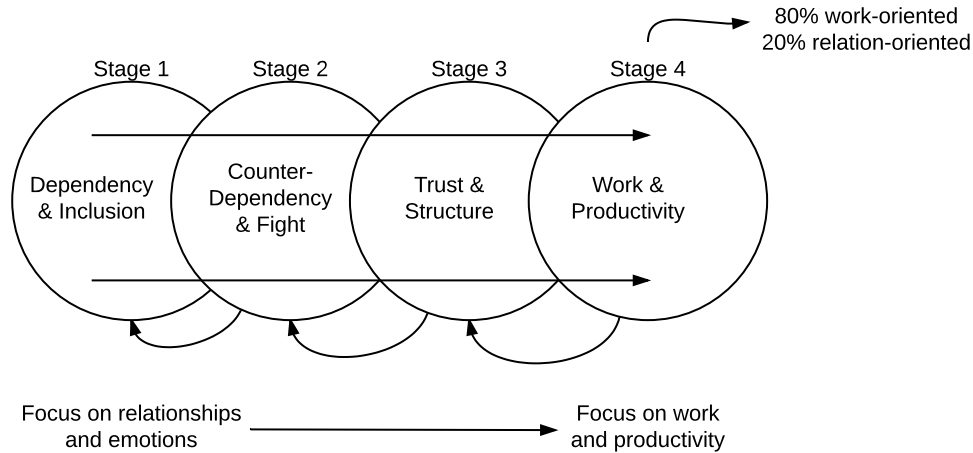 80% work-oriented
20% relation-oriented
Stage 1
Stage 2
Stage 3
Stage 4
Dependency
& Inclusion
Counter-
Dependency
& Fight
Trust &
Structure
Work &
Productivity
Focus on relationships
and emotions
Focus on work
and productivity